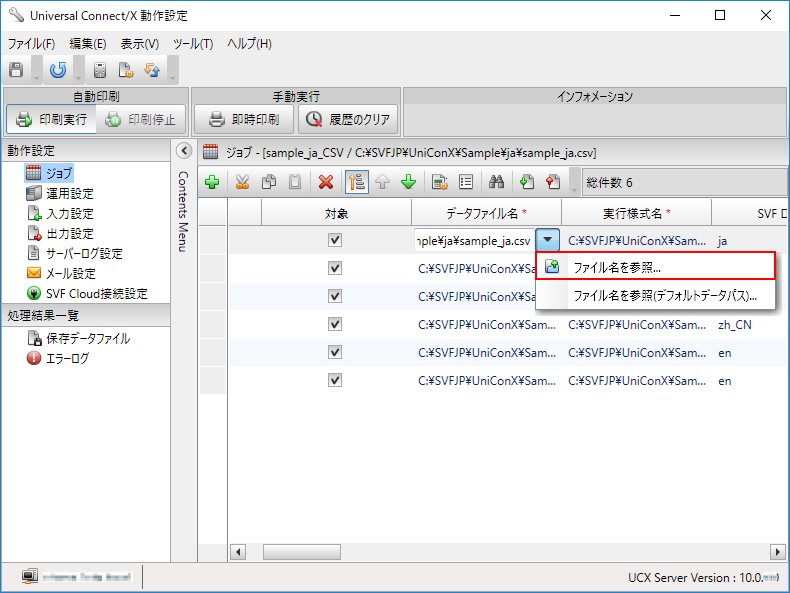 Universal Connect/X 動作設定
ファイル(F) 編集(E) 表示(V) ツール(T) ヘルプ(H)
自動印刷 手動実行 インフォメーション
印刷実行 印刷停止 即時印刷 履歴のクリア
動作設定
ジョブ
運用設定
入力設定
出力設定
サーバーログ設定
メール設定
SVF Cloud接続設定
処理結果一覧
保存データファイル
エラーログ
Contents Menu
ジョブ - [sample_ja_CSV / C:¥SVFJP¥UniConX¥Sample¥ja¥sample_ja.csv]
総件数 6
対象 データファイル名 * 実行様式名 * SVF
ple¥ja¥sample_ja.csv C:¥SVFJP¥UniConX¥Sam... ja
C:¥SVFJP¥UniConX¥Sa
ファイル名を参照...
C:¥SVFJP¥UniConX¥Sa
ファイル名を参照(デフォルトデータパス)...
C:¥SVFJP¥UniConX¥Sam... C:¥SVFJP¥UniConX¥Sam... zh_CN
C:¥SVFJP¥UniConX¥Sam... C:¥SVFJP¥UniConX¥Sam... en
C:¥SVFJP¥UniConX¥Sam... C:¥SVFJP¥UniConX¥Sam... en
UCX Server Version : 10.0.